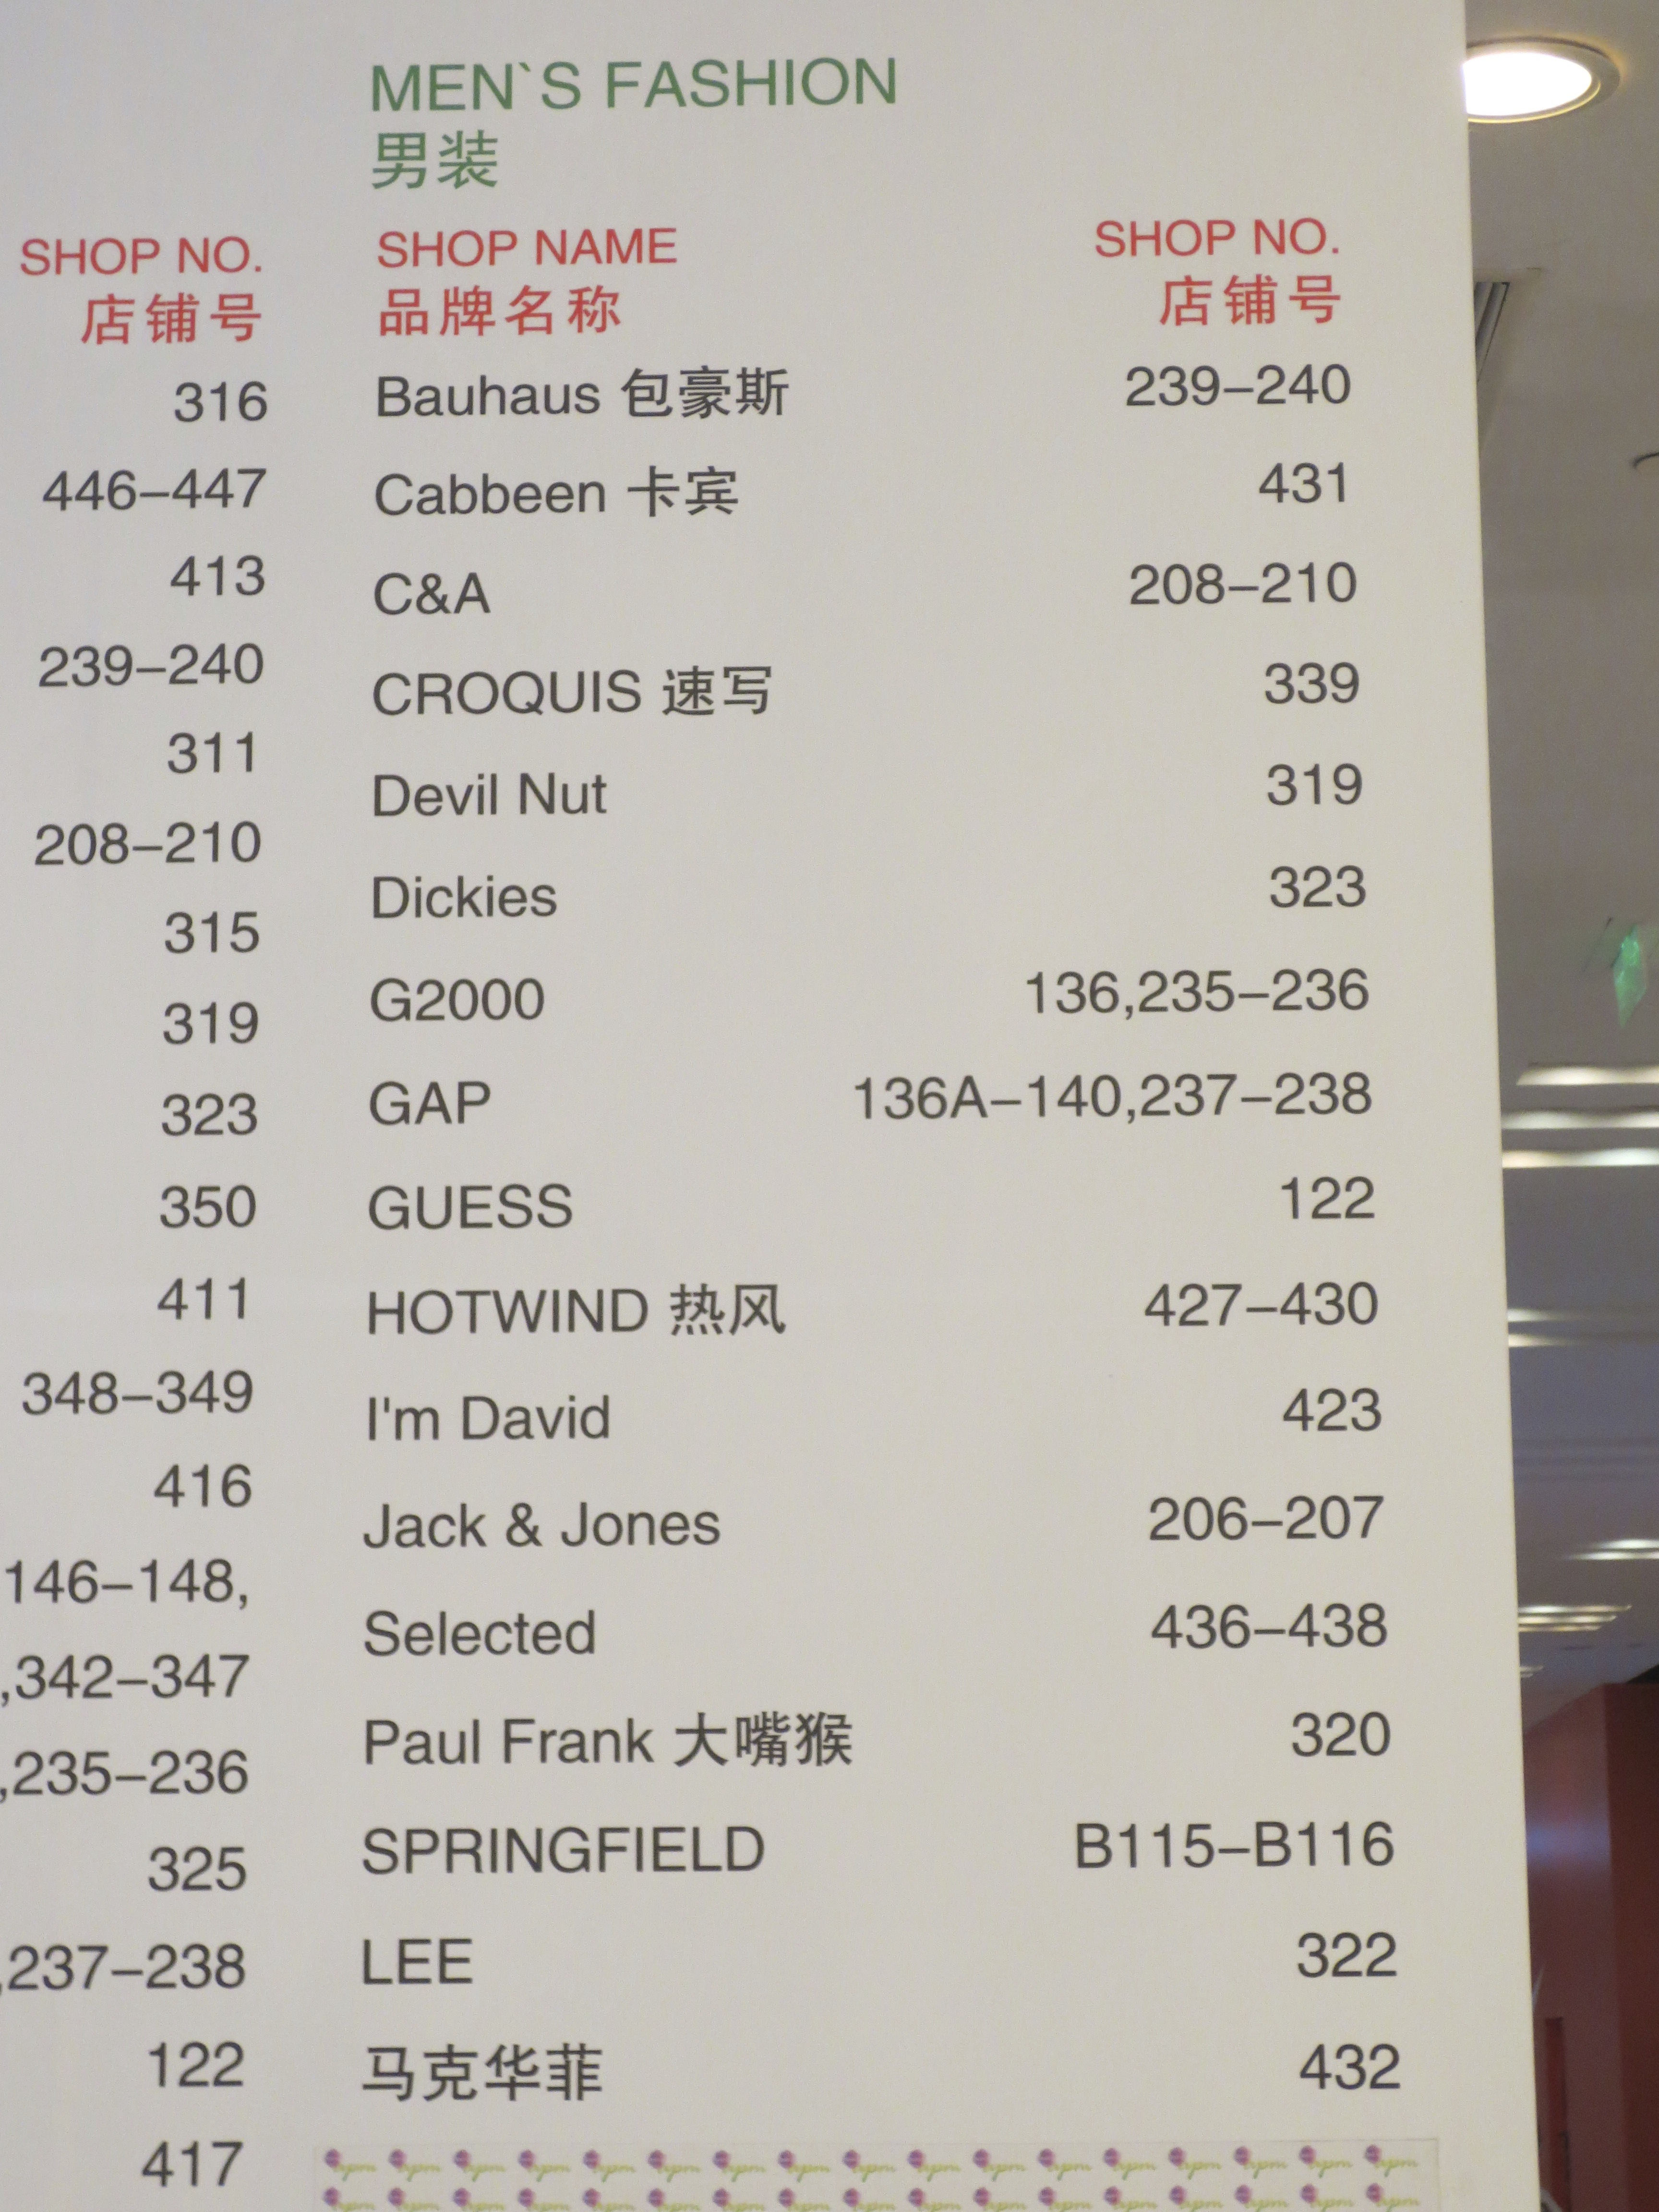 MEN`S FASHION
男装
SHOP NO.
店铺号
316
446–447
413
239–240
311
208–210
315
319
323
350
411
348–349
416
146–148,
,342–347
,235–236
325
,237–238
122
417
SHOP NAME SHOP NO.
品牌名称 店铺号
Bauhaus 包豪斯 239–240
Cabbeen 卡宾 431
C&A 208–210
CROQUIS 速写 339
Devil Nut 319
Dickies 323
G2000 136,235–236
GAP 136A–140,237–238
GUESS 122
HOTWIND 热风 427–430
I'm David 423
Jack & Jones 206–207
Selected 436–438
Paul Frank 大嘴猴 320
SPRINGFIELD B115–B116
LEE 322
马克华菲 432